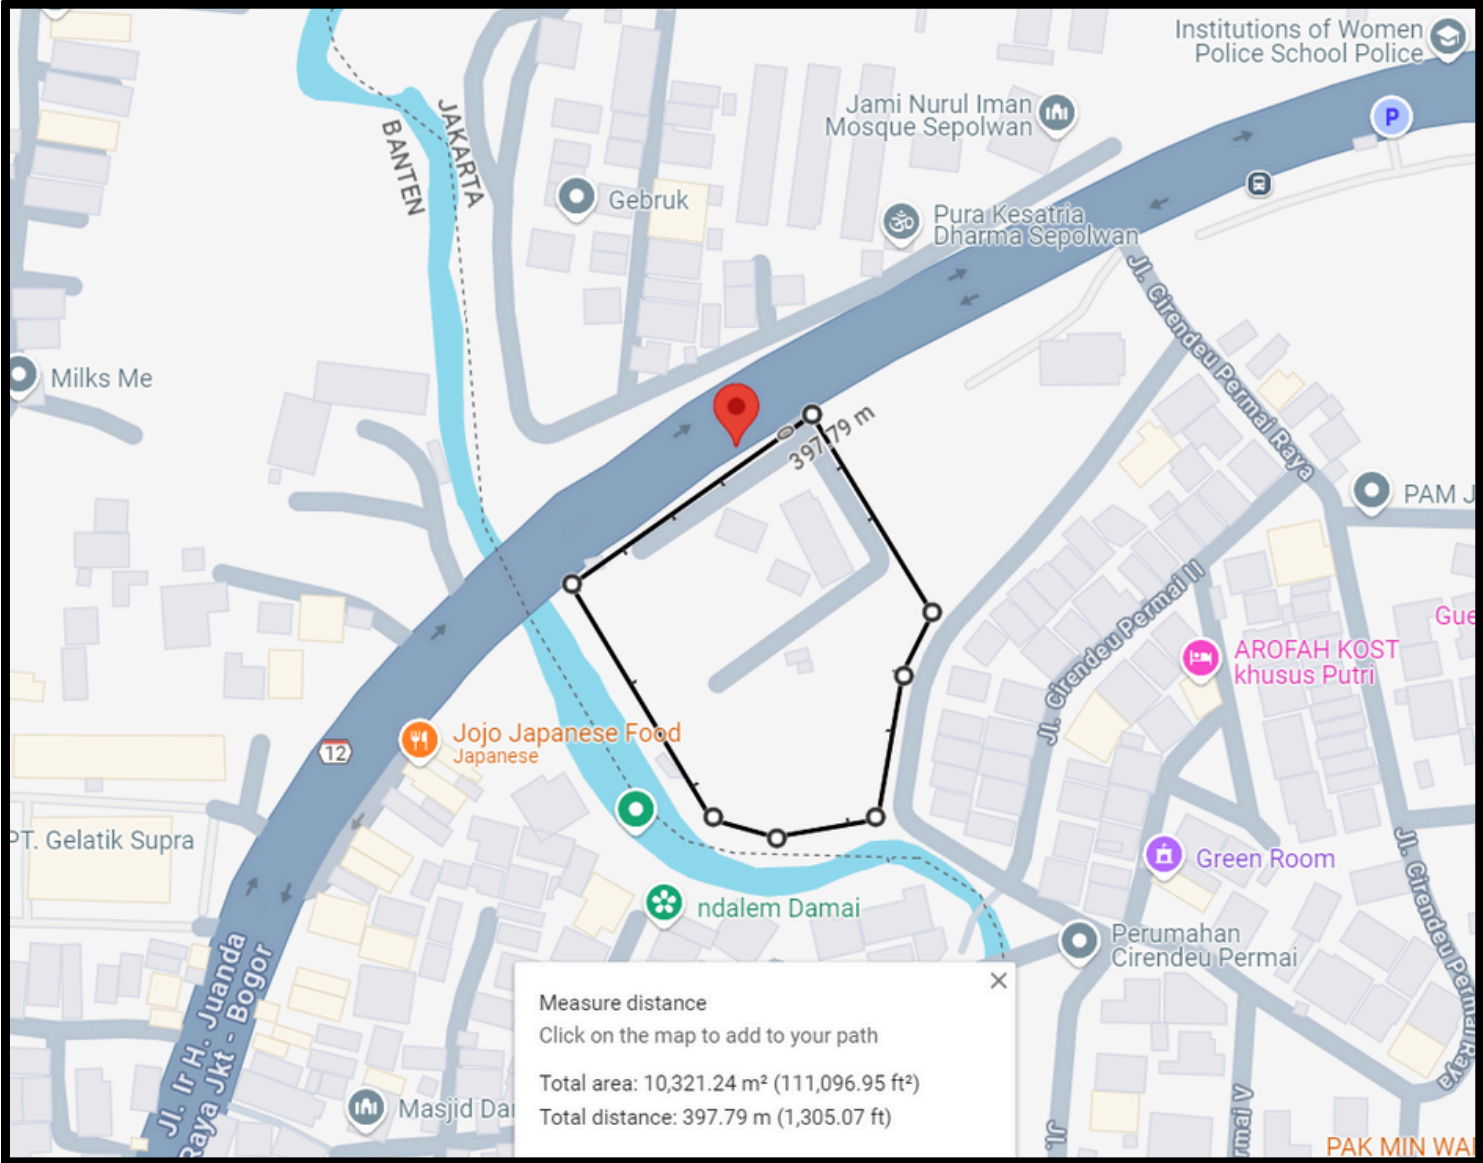 Institutions of Women
Police School Police
P
JAKARTA
BANTEN
Jami Nurul Iman
Mosque Sepolwan
Gebruk
Pura Kesatria
Dharma Sepolwan
Jl. Cirendeu Permai Raya
Milks Me
397.79 m
PAM J
Jl. Cirendeu Permai II
Gue
AROFAH KOST
khusus Putri
Jojo Japanese Food
Japanese
12
PT. Gelatik Supra
Green Room
Jl. Cirendeu Permai Raya
ndalem Damai
Perumahan
Cirendeu Permai
Jl. Ir H. Juanda
Raya Jkt - Bogor
Measure distance
Click on the map to add to your path
Total area: 10,321.24 m² (111,096.95 ft²)
Total distance: 397.79 m (1,305.07 ft)
Masjid Dar
Jl.
rmai V
PAK MIN WA